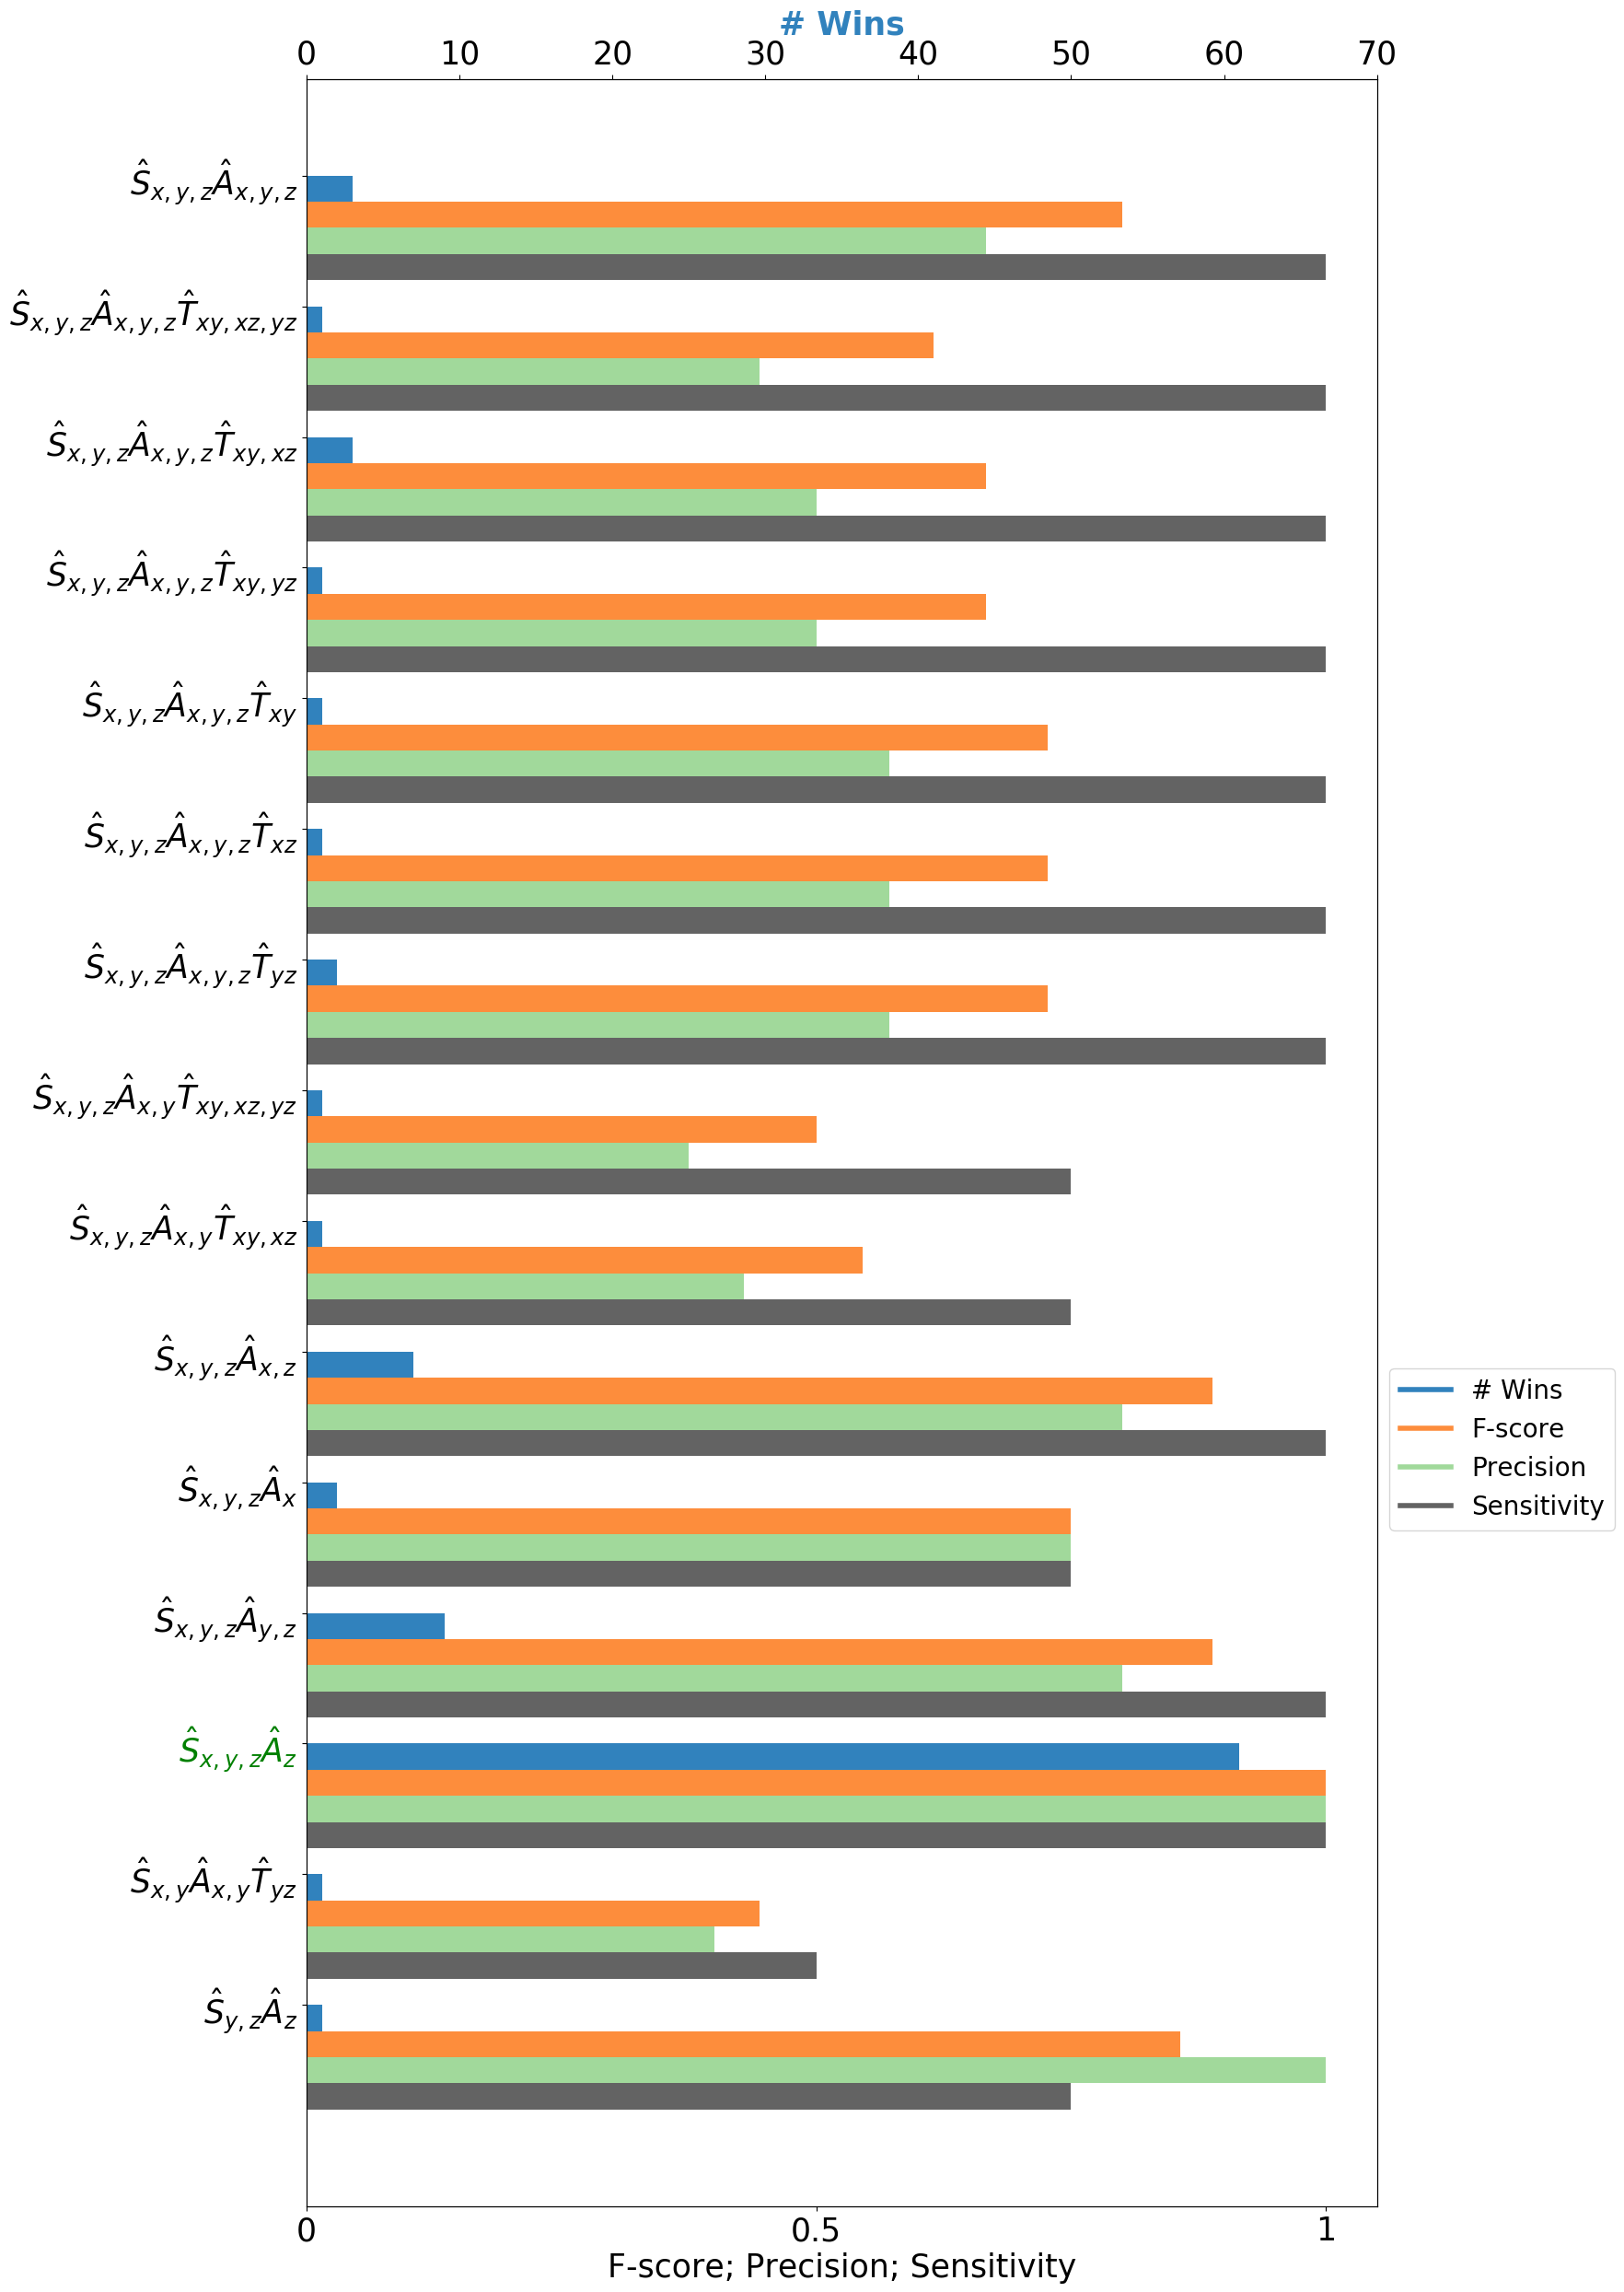 # Wins
0 10 20 30 40 50 60 70
Ŝx,y,zÂx,y,z
Ŝx,y,zÂx,y,zT̂xy,xz,yz
Ŝx,y,zÂx,y,zT̂xy,xz
Ŝx,y,zÂx,y,zT̂xy,yz
Ŝx,y,zÂx,y,zT̂xy
Ŝx,y,zÂx,y,zT̂xz
Ŝx,y,zÂx,y,zT̂yz
Ŝx,y,zÂx,yT̂xy,xz,yz
Ŝx,y,zÂx,yT̂xy,xz
Ŝx,y,zÂx,z
Ŝx,y,zÂx
Ŝx,y,zÂy,z
Ŝx,y,zÂz
Ŝx,yÂx,yT̂yz
Ŝy,zÂz
# Wins
F-score
Precision
Sensitivity
0 0.5 1
F-score; Precision; Sensitivity